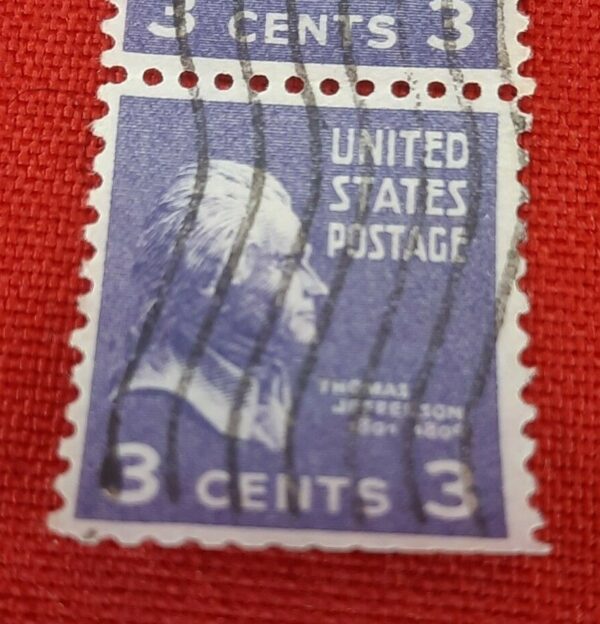 3 CENTS 3
UNITED
STATES
POSTAGE
THOMAS
JEFFERSON
3 CENTS 3